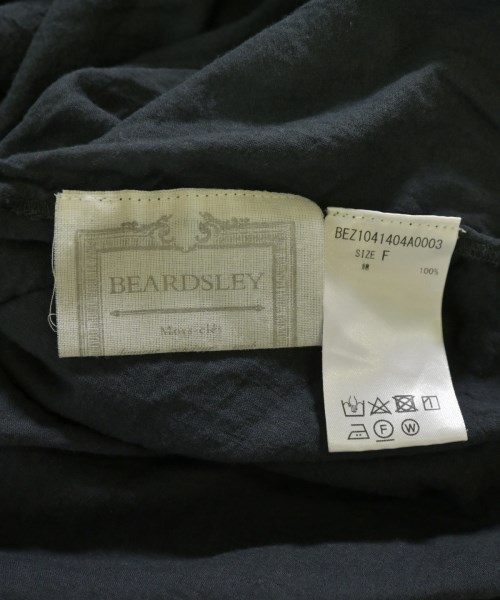 BEARDSLEY
BEZ1041404A0003
SIZE F
綿 100%
F W